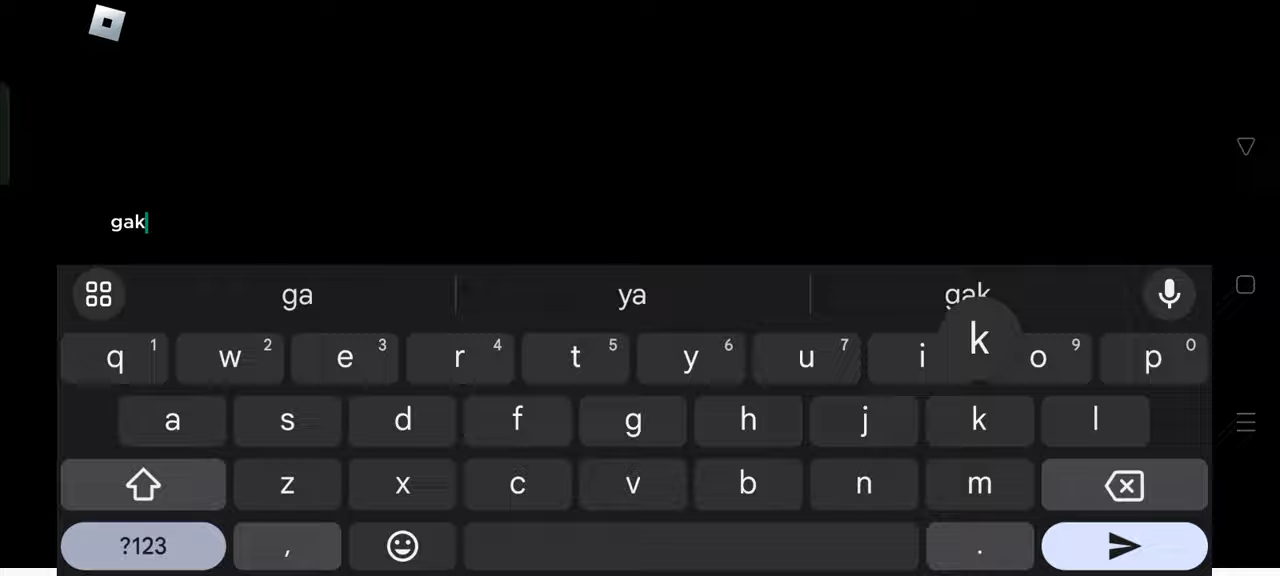 gak
ga ya gak
q 1 w 2 e 3 r 4 t 5 y 6 u 7 i k o 9 p 0
a s d f g h j k l
z x c v b n m
?123 , .